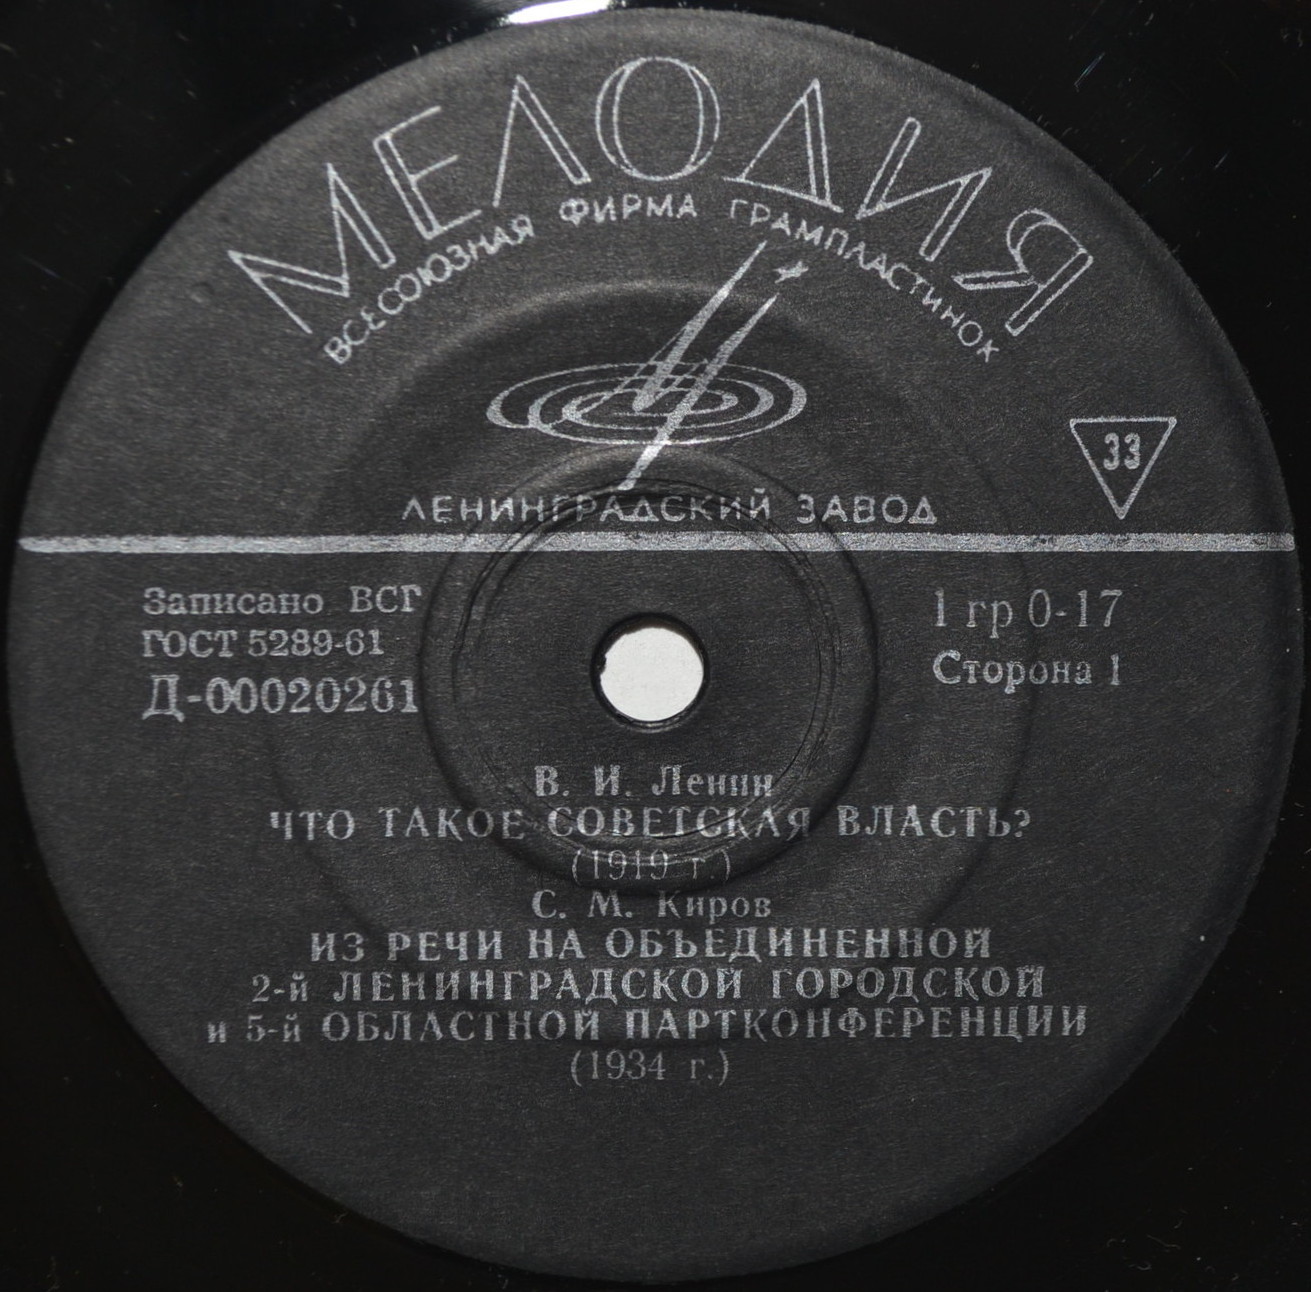 МЕЛОДИЯ
ВСЕСОЮЗНАЯ ФИРМА ГРАМПЛАСТИНОК
33
ЛЕНИНГРАДСКИЙ ЗАВОД
Записано ВСГ
ГОСТ 5289-61
Д-00020261
1 гр 0-17
Сторона 1
В. И. Ленин
ЧТО ТАКОЕ СОВЕТСКАЯ ВЛАСТЬ?
(1919 г.)
С. М. Киров
ИЗ РЕЧИ НА ОБЪЕДИНЕННОЙ
2-й ЛЕНИНГРАДСКОЙ ГОРОДСКОЙ
и 5-й ОБЛАСТНОЙ ПАРТКОНФЕРЕНЦИИ
(1934 г.)